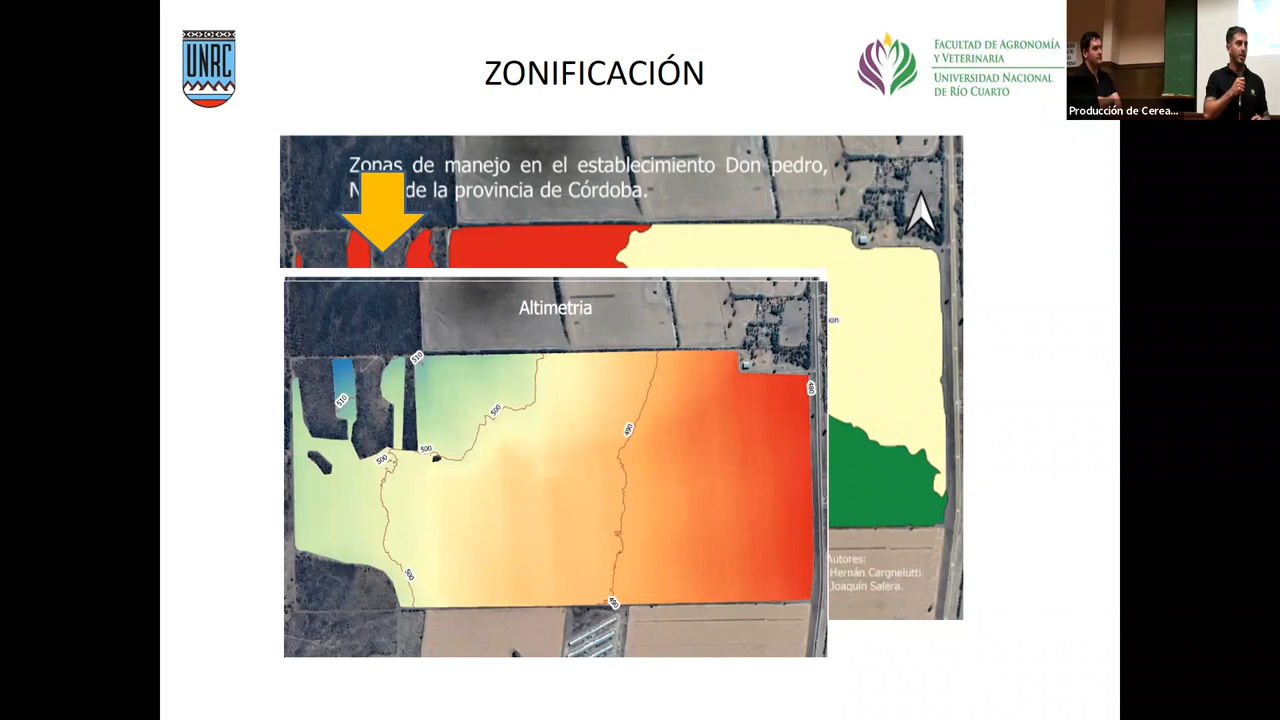 UNRC
ZONIFICACIÓN
FACULTAD DE AGRONOMÍA
Y VETERINARIA
UNIVERSIDAD NACIONAL
DE RÍO CUARTO
Producción de Cerea...
Zonas de manejo en el establecimiento Don pedro,
de la provincia de Córdoba.
Altimetria
510
510
500
500
500
490
480
500
490
Autores:
Hernán Cargnelutti.
Joaquín Safera.